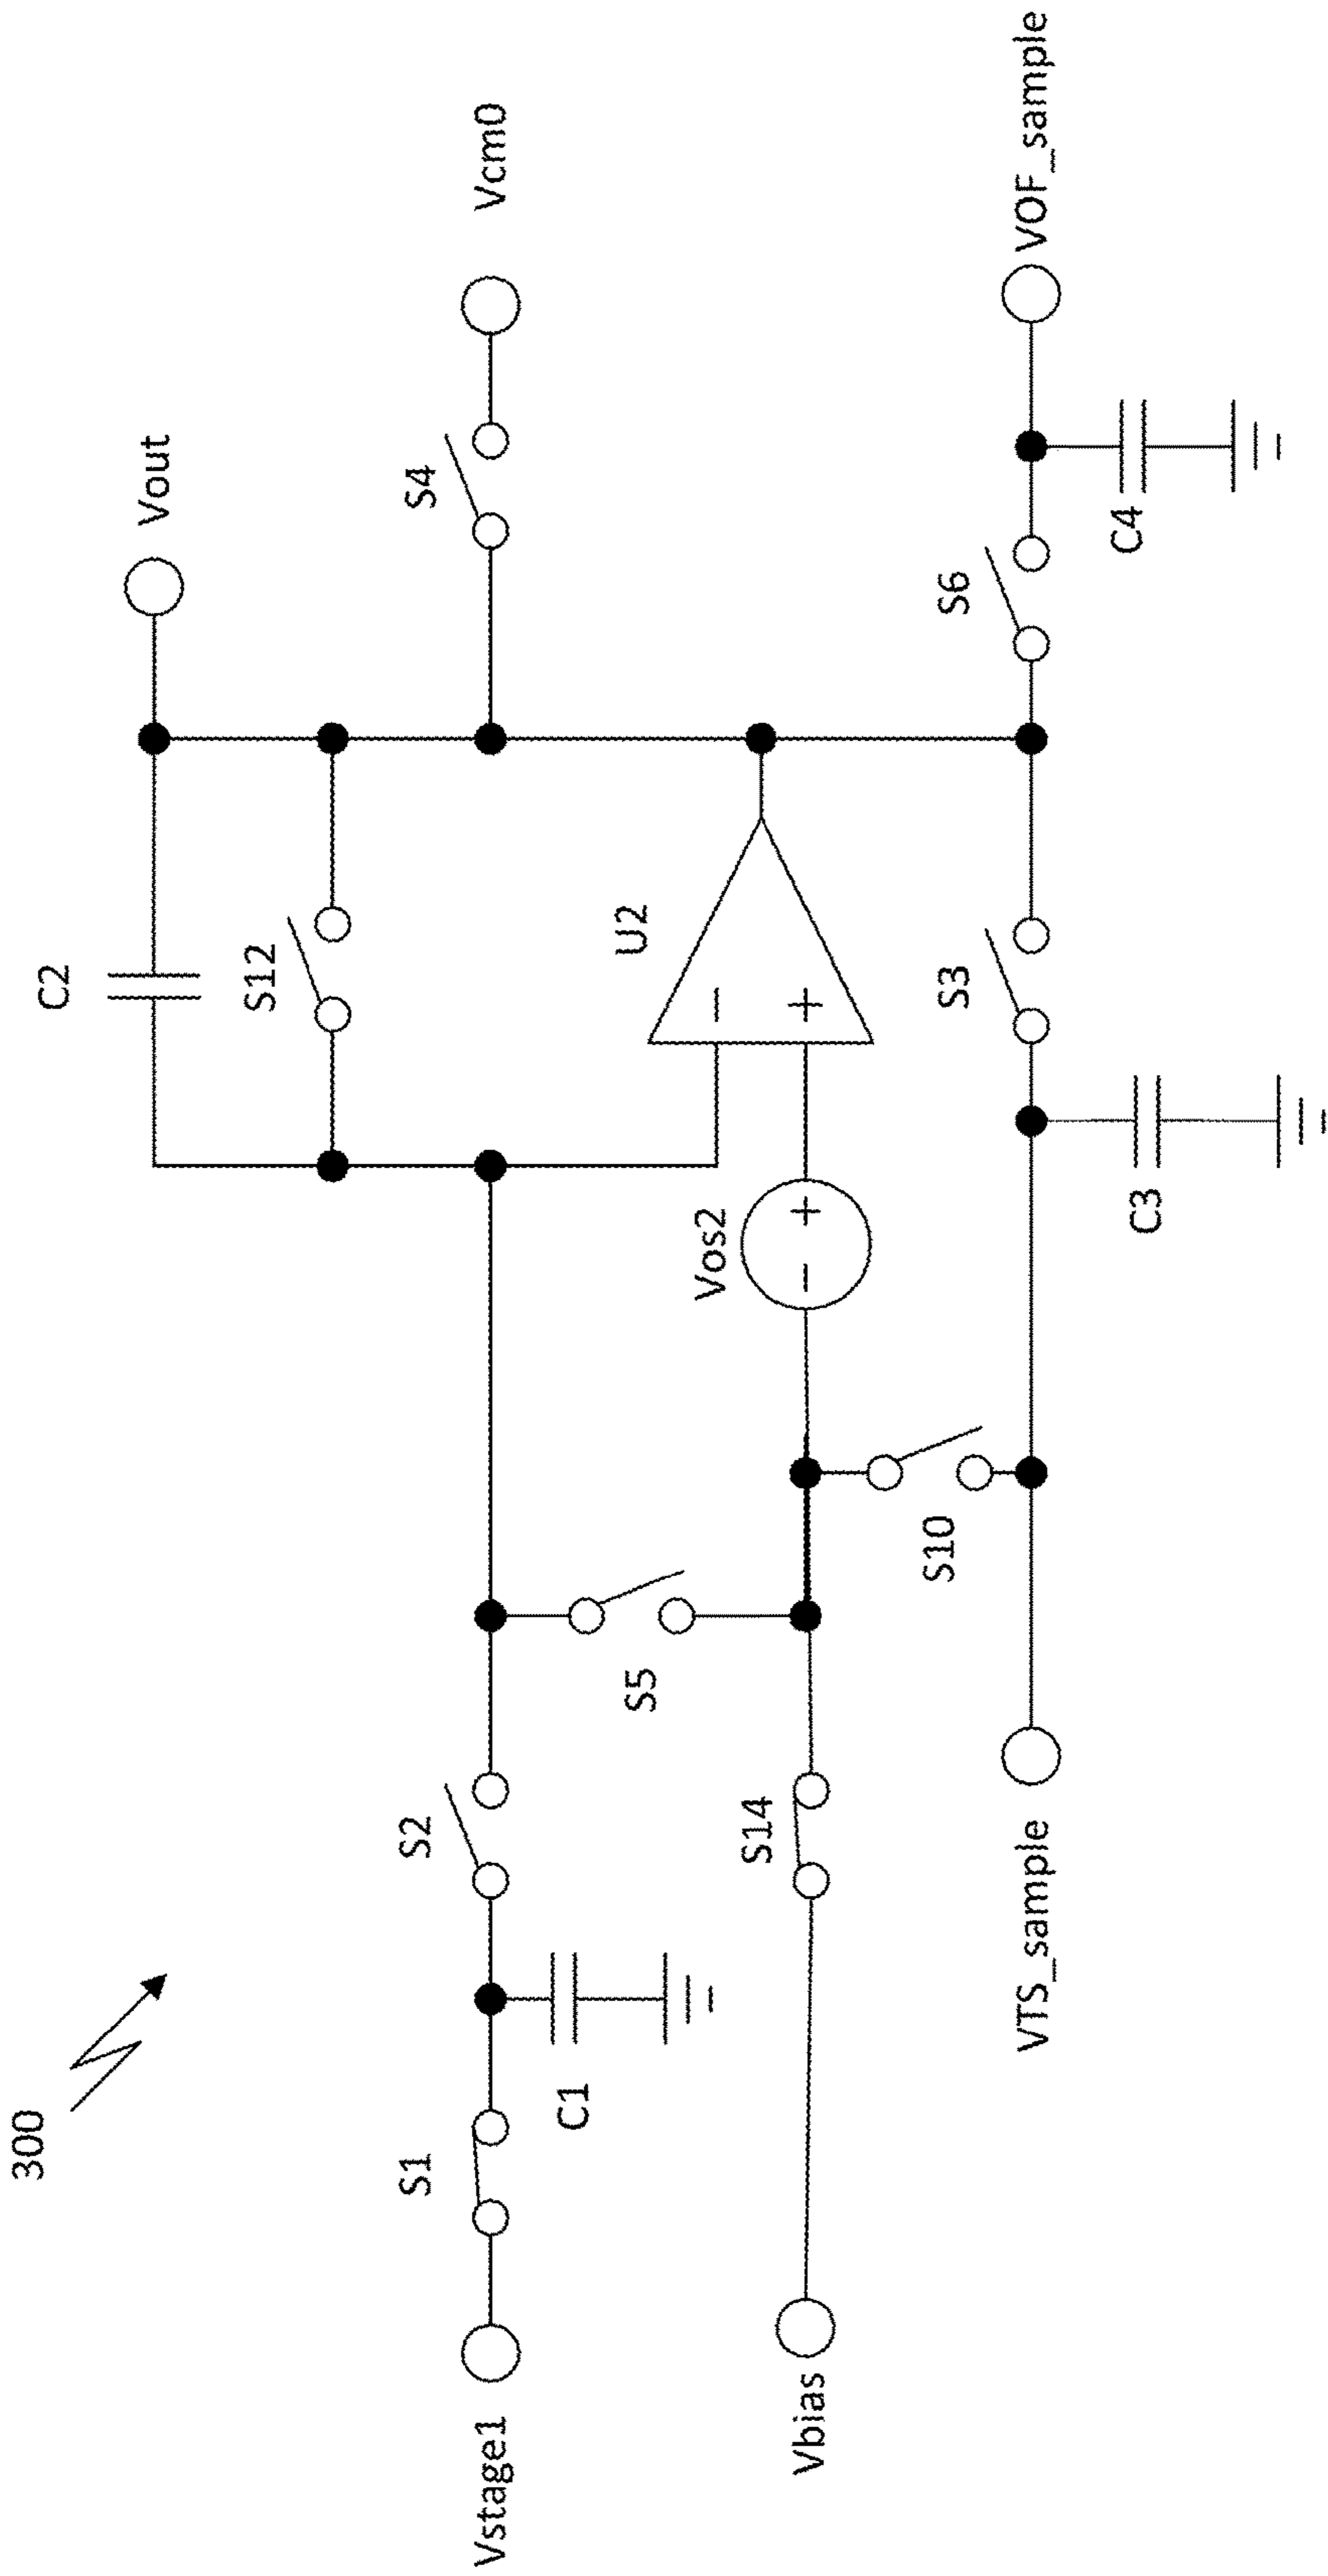 300
Vstage1
S1
C1
S2
S5
Vbias
S14
S10
VTS_sample
C2
S12
U2
−
+
Vos2
−
+
C3
S3
Vout
S4
Vcm0
S6
C4
VOF_sample